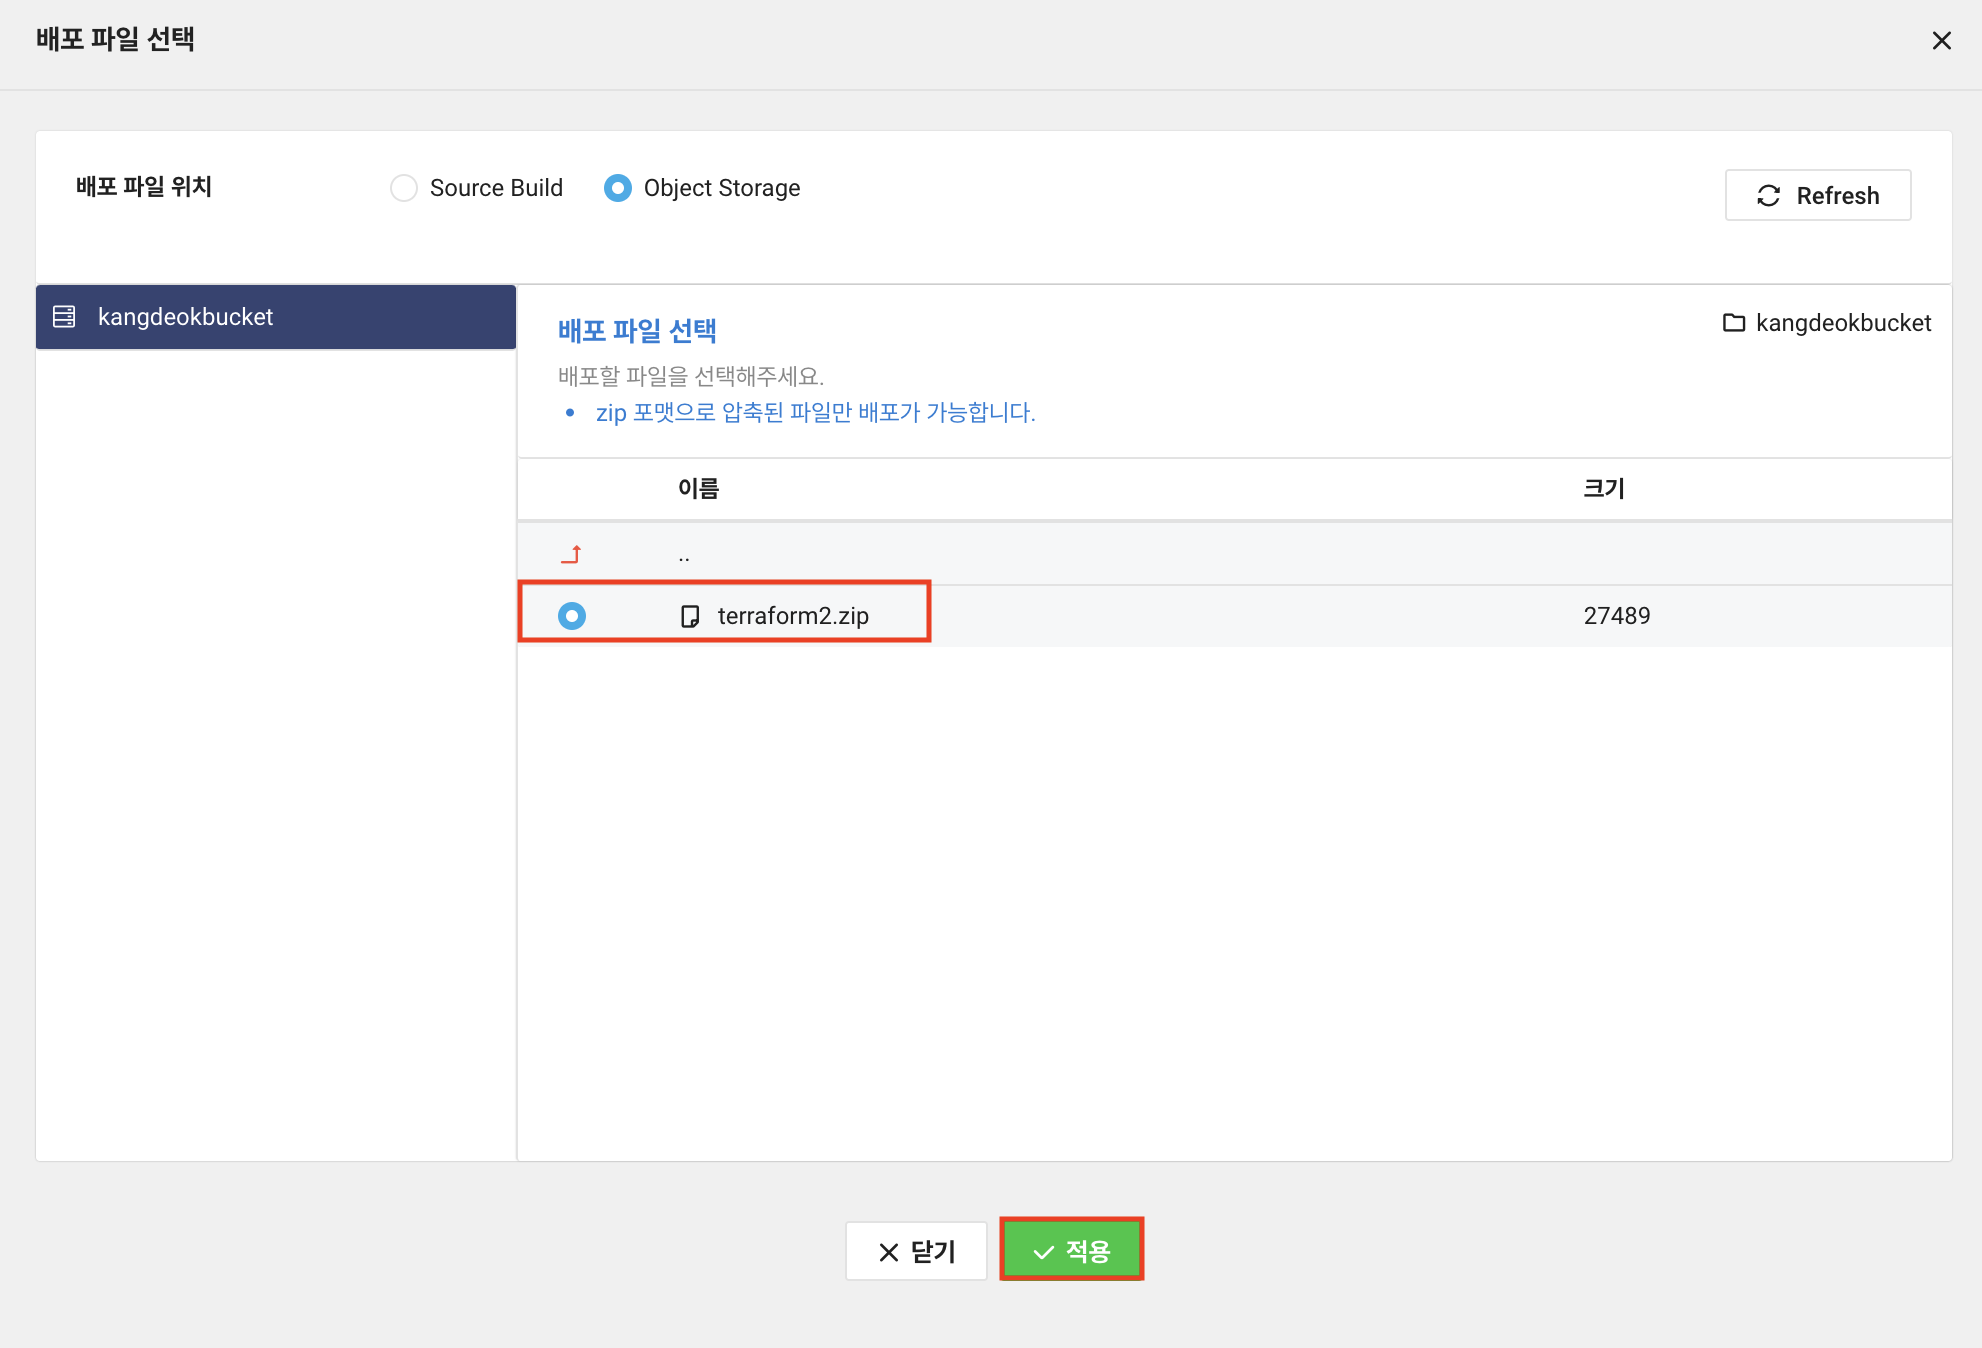 배포 파일 선택
배포 파일 위치
Source Build
Object Storage
Refresh
kangdeokbucket
배포 파일 선택
kangdeokbucket
배포할 파일을 선택해주세요.
• zip 포맷으로 압축된 파일만 배포가 가능합니다.
이름 크기
..
terraform2.zip 27489
닫기
적용